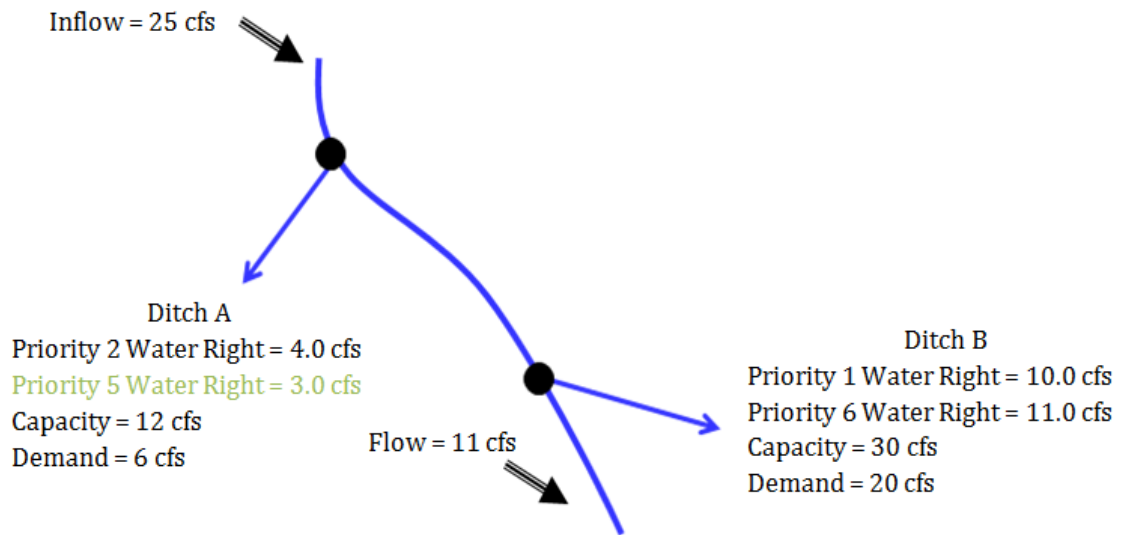 Inflow = 25 cfs
Ditch A
Priority 2 Water Right = 4.0 cfs
Priority 5 Water Right = 3.0 cfs
Capacity = 12 cfs
Demand = 6 cfs
Flow = 11 cfs
Ditch B
Priority 1 Water Right = 10.0 cfs
Priority 6 Water Right = 11.0 cfs
Capacity = 30 cfs
Demand = 20 cfs